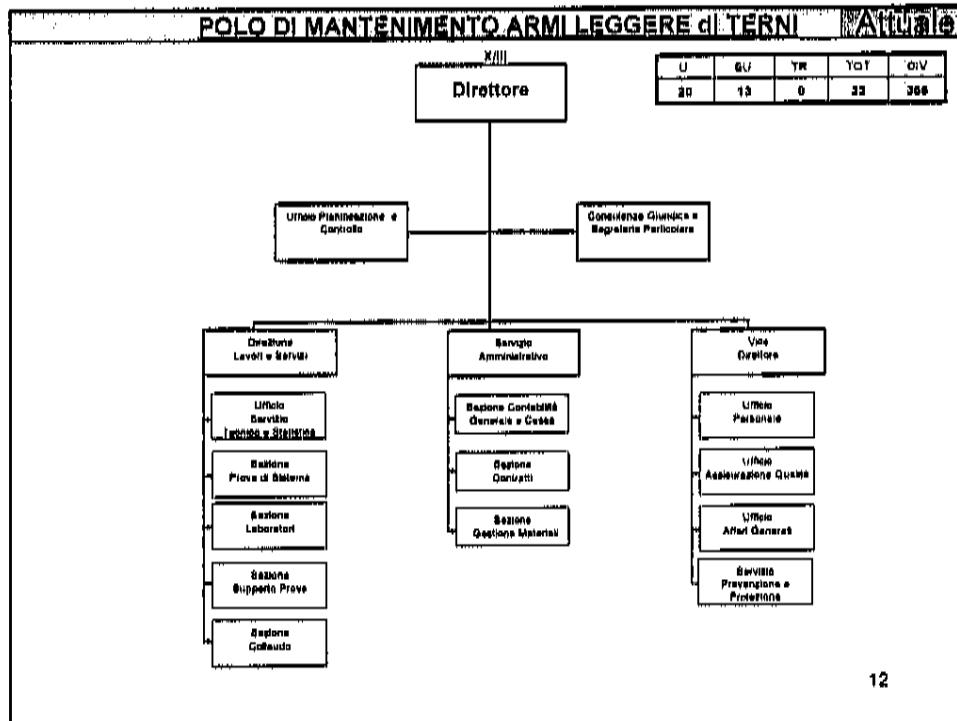 POLO DI MANTENIMENTO ARMI LEGGERE di TERNI
Attuale
X/III
Direttore
U SU TR TOT CIV
20 13 0 33
Ufficio Pianificazione e
Controllo
Consulenza Giuridica e
Segreteria Particolare
Direzione
Lavori e Servizi
Servizio
Amministrativo
Vice
Direttore
Ufficio
Servizio
Tecnico e Statistica
Sezione
Prove di Sistema
Sezione
Laboratori
Sezione
Supporto Prove
Sezione
Collaudo
Sezione Contabilità
Generale e Cassa
Sezione
Contratti
Sezione
Gestione Materiali
Ufficio
Personale
Ufficio
Assicurazione Qualità
Ufficio
Affari Generali
Servizio
Prevenzione e
Protezione
12